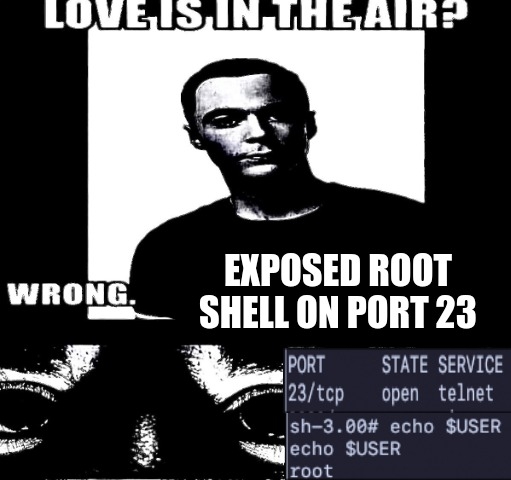 LOVE IS IN THE AIR?
WRONG.
EXPOSED ROOT
SHELL ON PORT 23
PORT STATE SERVICE
23/tcp open telnet
sh-3.00# echo $USER
echo $USER
root